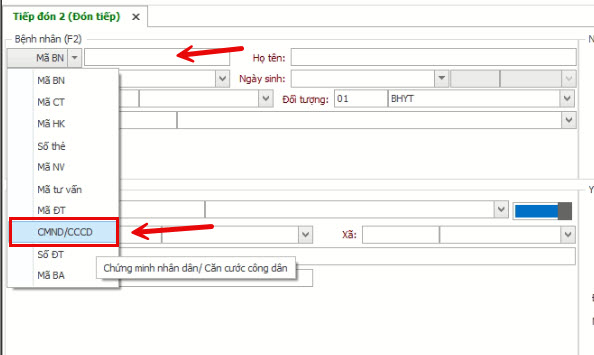 Tiếp đón 2 (Đón tiếp) ×
Bệnh nhân (F2)
Mã BN
Họ tên:
Mã BN
Ngày sinh:
Mã CT
Đối tượng: 01 BHYT
Mã HK
Số thẻ
Mã NV
Mã tư vấn
Mã ĐT
CMND/CCCD
Xã:
Số ĐT
Chứng minh nhân dân/ Căn cước công dân
Mã BA